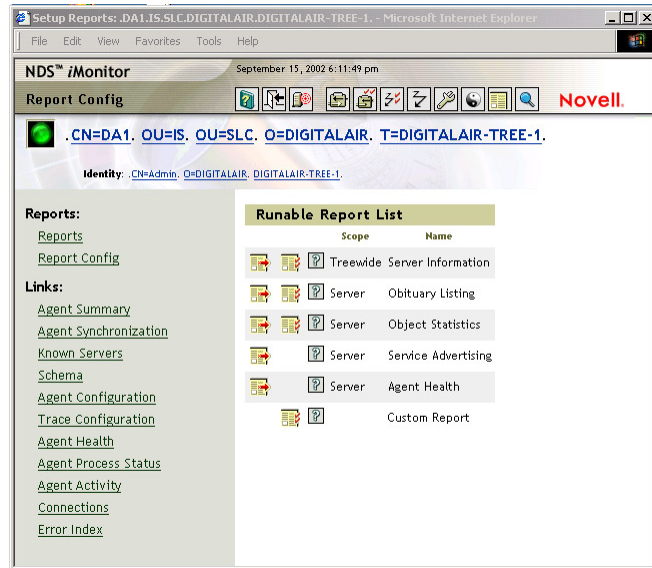 Setup Reports: .DA1.IS.SLC.DIGITALAIR.DIGITALAIR-TREE-1. - Microsoft Internet Explorer
File Edit View Favorites Tools Help
NDS™ iMonitor
September 15, 2002 6:11:49 pm
Report Config
Novell.
.CN=DA1. OU=IS. OU=SLC. O=DIGITALAIR. T=DIGITALAIR-TREE-1.
Identity: .CN=Admin. O=DIGITALAIR. DIGITALAIR-TREE-1.
Reports:
Reports
Report Config
Links:
Agent Summary
Agent Synchronization
Known Servers
Schema
Agent Configuration
Trace Configuration
Agent Health
Agent Process Status
Agent Activity
Connections
Error Index
Runable Report List
Scope Name
Treewide Server Information
Server Obituary Listing
Server Object Statistics
Server Service Advertising
Server Agent Health
Custom Report